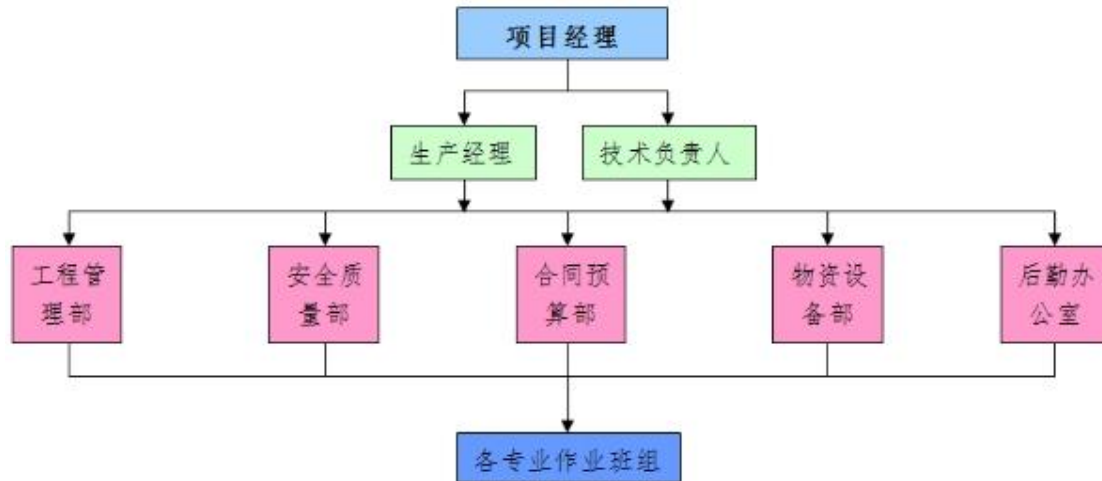 项目经理
生产经理
技术负责人
工程管
理部
安全质
量部
合同预
算部
物资设
备部
后勤办
公室
各专业作业班组